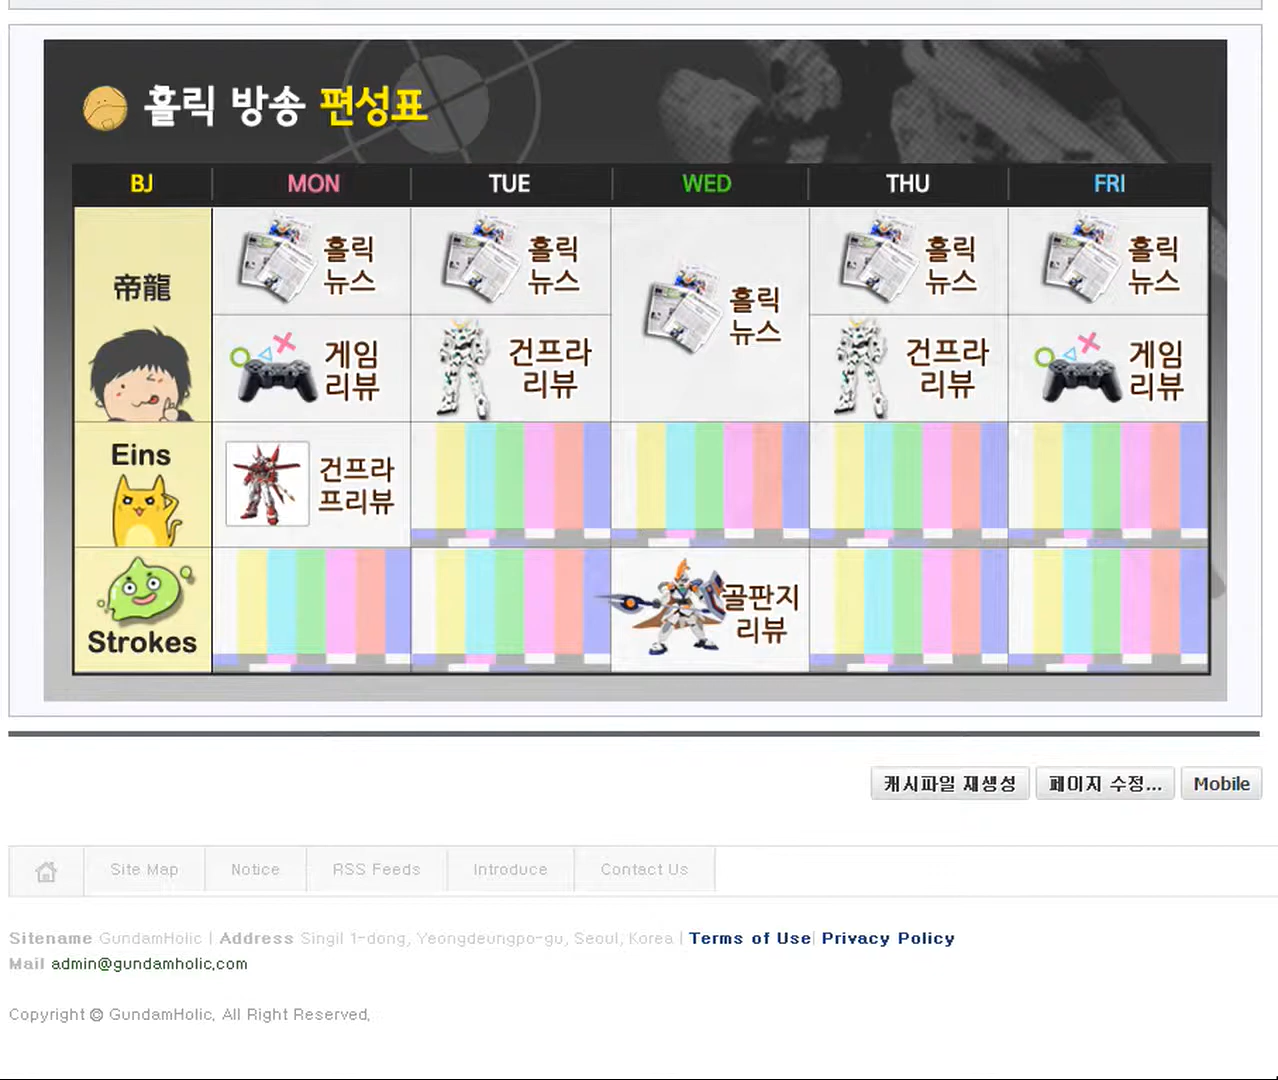 홀릭 방송 편성표
BJ MON TUE WED THU FRI
帝龍
홀릭
뉴스
홀릭
뉴스
홀릭
뉴스
홀릭
뉴스
홀릭
뉴스
게임
리뷰
건프라
리뷰
건프라
리뷰
게임
리뷰
Eins
건프라
프리뷰
Strokes
골판지
리뷰
캐시파일 재생성 페이지 수정... Mobile
Site Map Notice RSS Feeds Introduce Contact Us
Sitename GundamHolic | Address Singil 1-dong, Yeongdeungpo-gu, Seoul, Korea | Terms of Use| Privacy Policy
Mail admin@gundamholic.com
Copyright © GundamHolic, All Right Reserved,